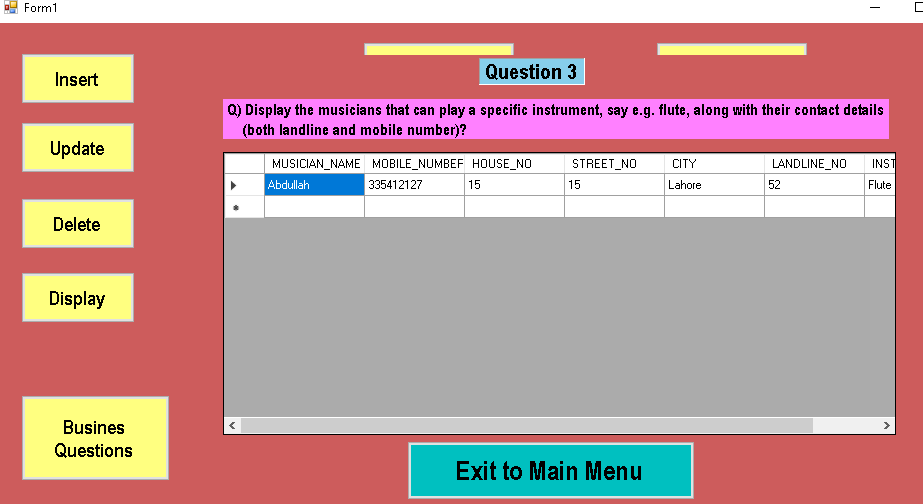 Form1
Insert
Update
Delete
Display
Busines
Questions
Question 3
Q) Display the musicians that can play a specific instrument, say e.g. flute, along with their contact details
(both landline and mobile number)?
MUSICIAN_NAME MOBILE_NUMBER HOUSE_NO STREET_NO CITY LANDLINE_NO INST
Abdullah 335412127 15 15 Lahore 52 Flute
Exit to Main Menu